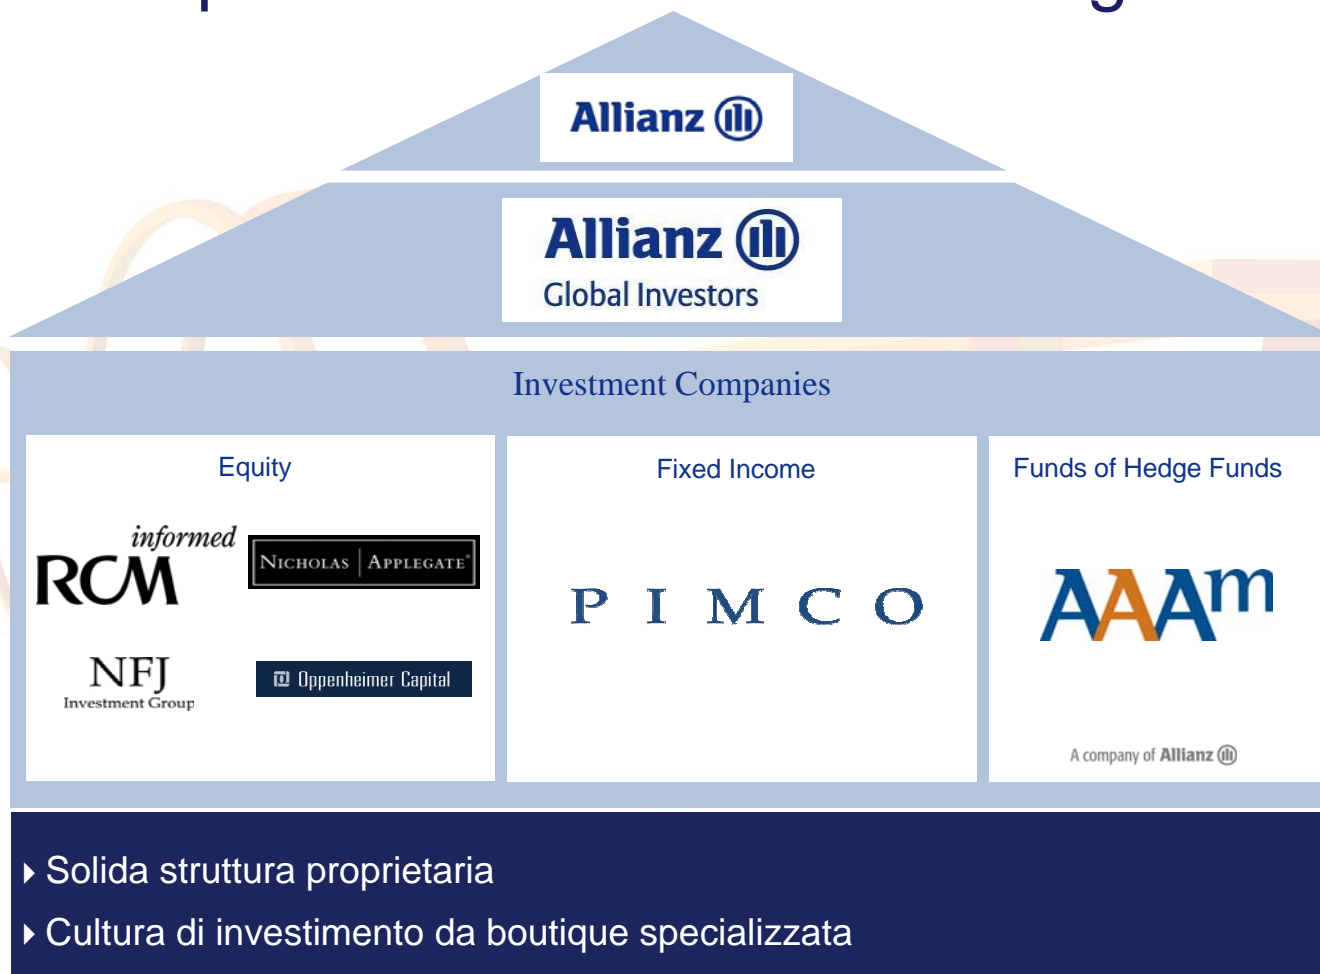 Allianz
Allianz
Global Investors
Investment Companies
Equity
informed
RCM
NICHOLAS | APPLEGATE®
NFJ
Investment Group
Oppenheimer Capital
Fixed Income
PIMCO
Funds of Hedge Funds
AAAm
A company of Allianz
Solida struttura proprietaria
Cultura di investimento da boutique specializzata